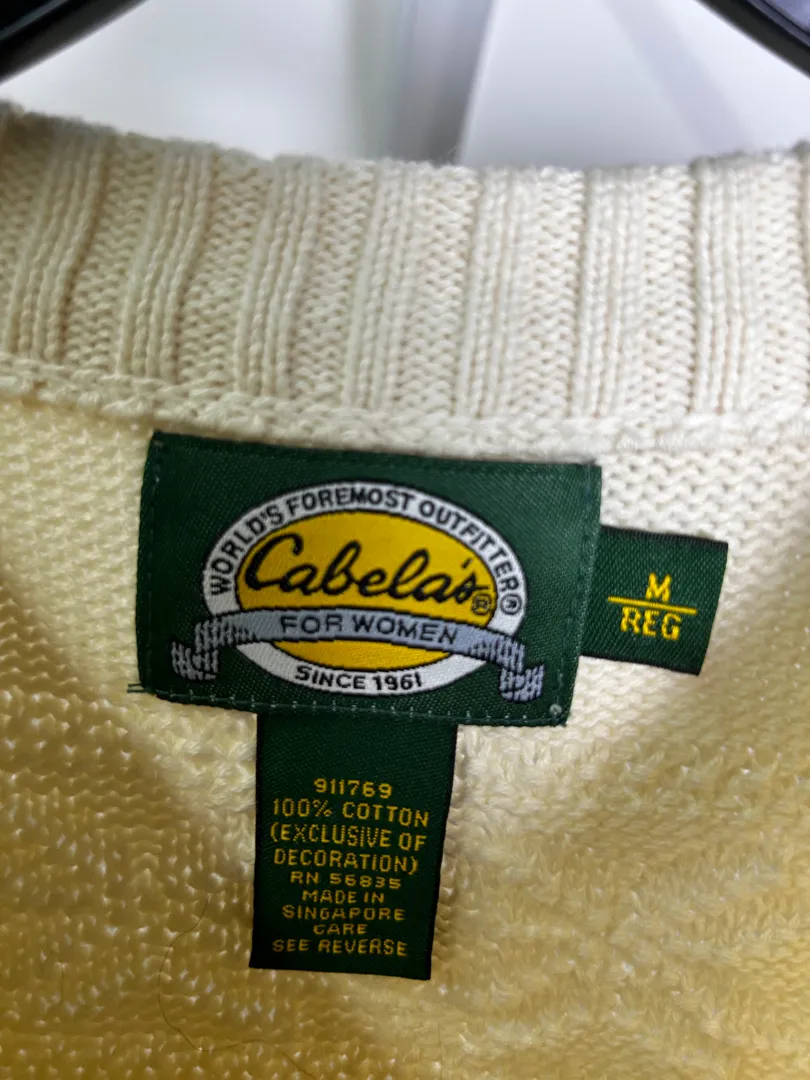 WORLD'S FOREMOST OUTFITTER®
Cabela's®
FOR WOMEN
SINCE 1961
M
REG
911769
100% COTTON
(EXCLUSIVE OF
DECORATION)
RN 56835
MADE IN
SINGAPORE
CARE
SEE REVERSE